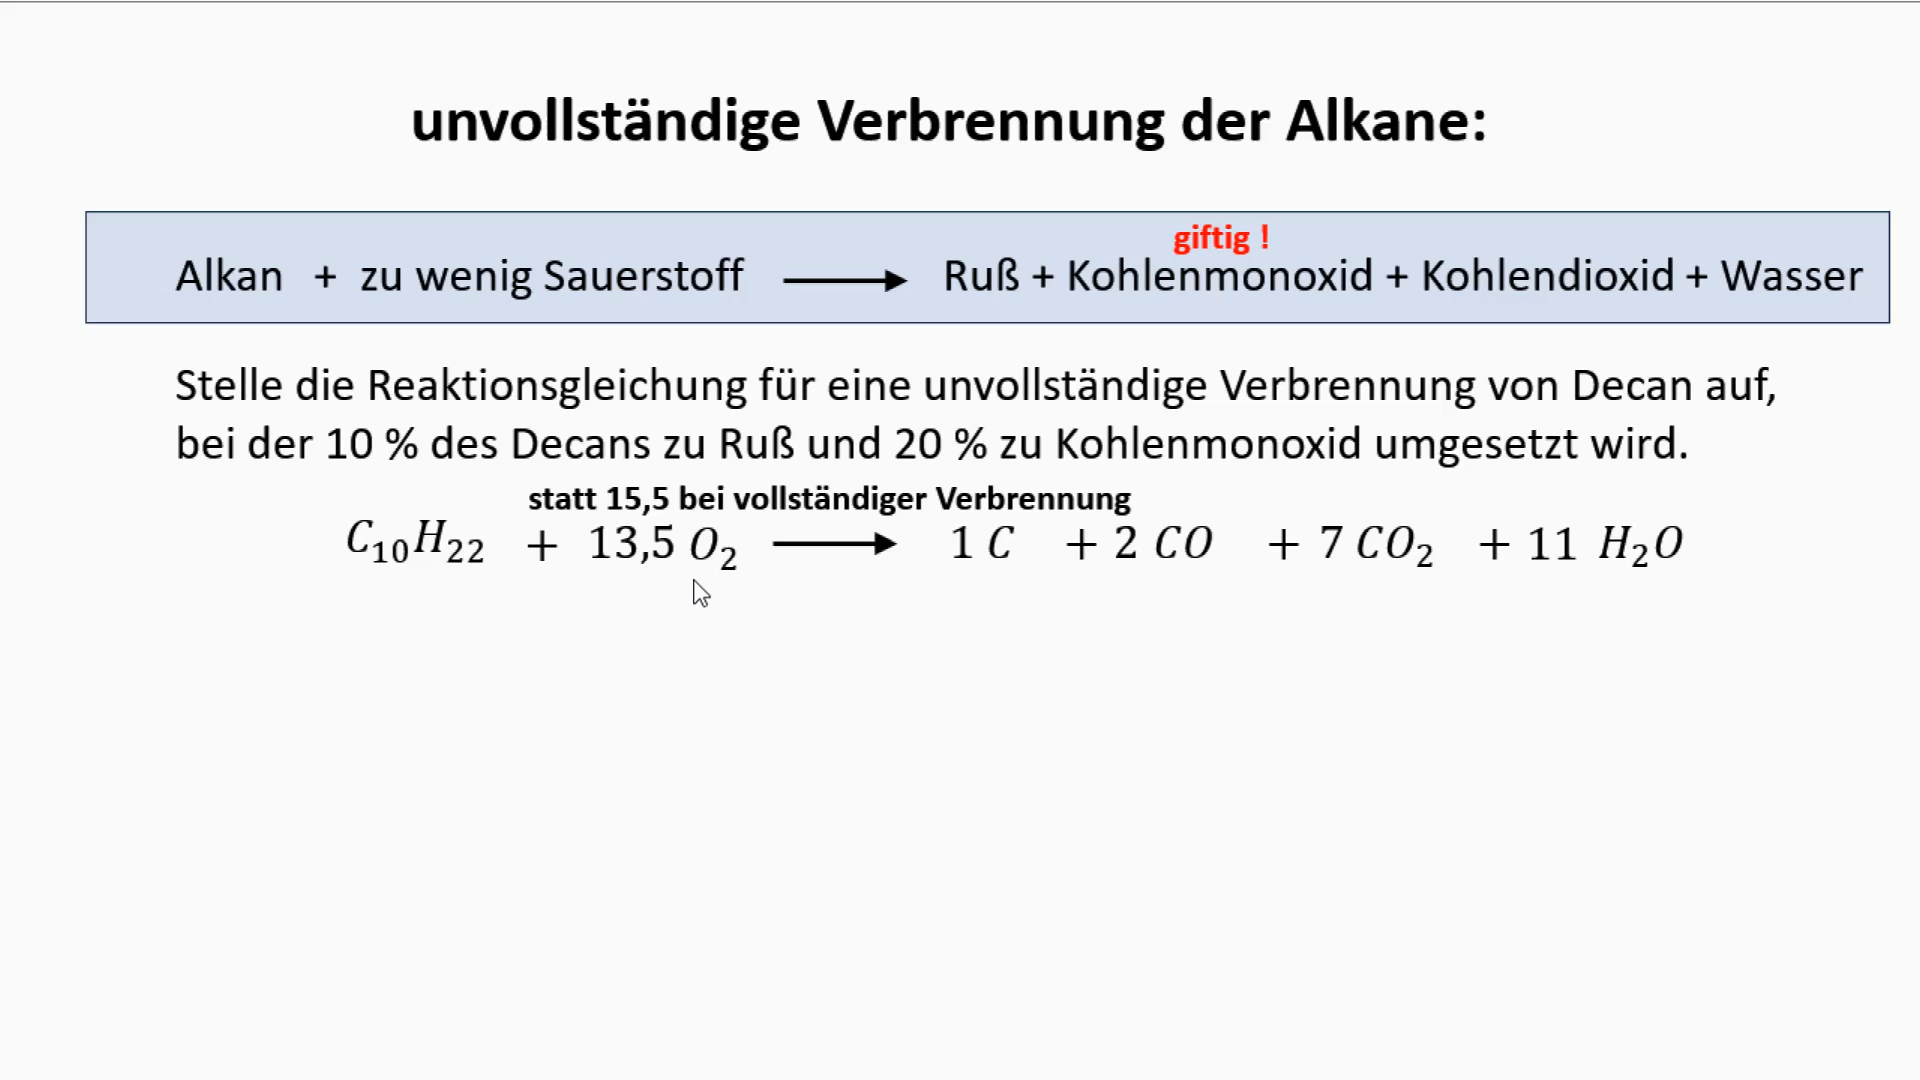 unvollständige Verbrennung der Alkane:
giftig !
Alkan + zu wenig Sauerstoff ⟶ Ruß + Kohlenmonoxid + Kohlendioxid + Wasser
Stelle die Reaktionsgleichung für eine unvollständige Verbrennung von Decan auf,
bei der 10 % des Decans zu Ruß und 20 % zu Kohlenmonoxid umgesetzt wird.
statt 15,5 bei vollständiger Verbrennung
C₁₀H₂₂ + 13,5 O₂ ⟶ 1 C + 2 CO + 7 CO₂ + 11 H₂O